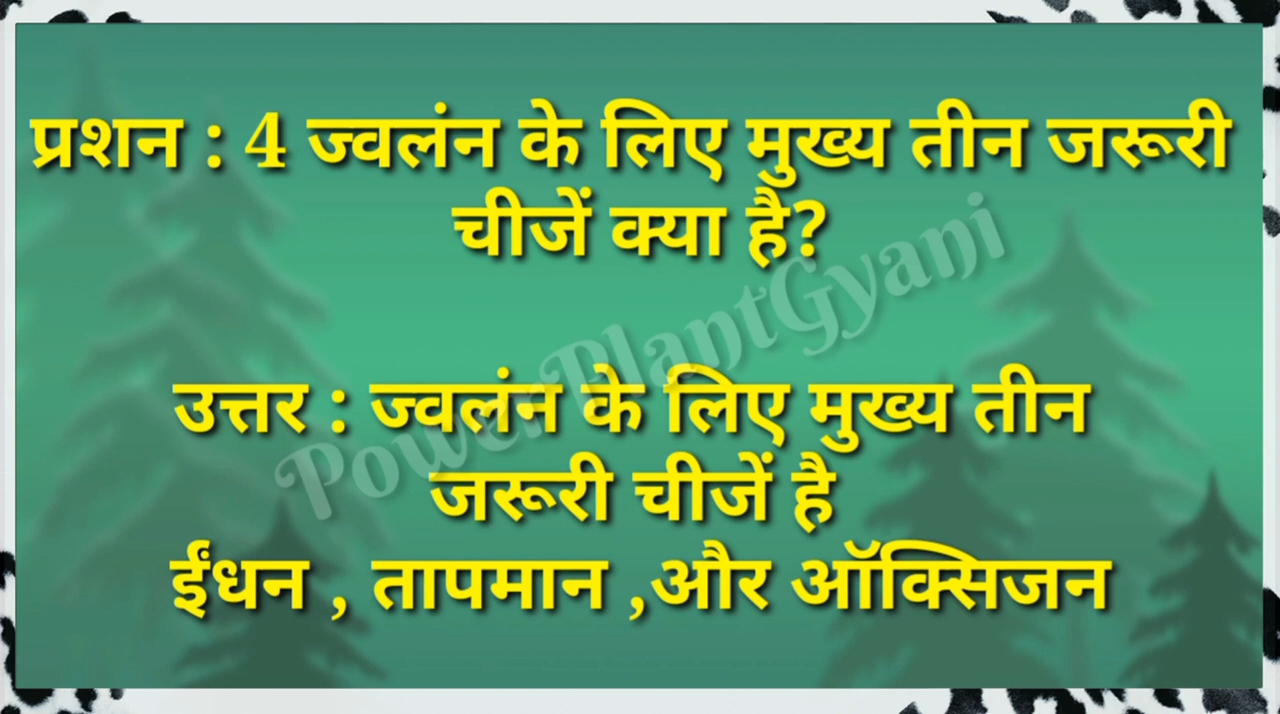 प्रशन : 4 ज्वलंन के लिए मुख्य तीन जरूरी
चीजें क्या है?
PowerPlantGyani
उत्तर : ज्वलंन के लिए मुख्य तीन
जरूरी चीजें है
ईंधन , तापमान ,और ऑक्सिजन